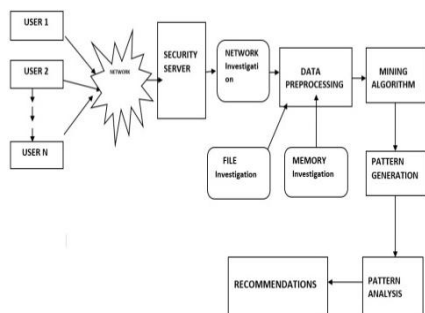 USER 1
USER 2
USER N
NETWORK
SECURITY
SERVER
NETWORK
Investigati
on
DATA
PREPROCESSING
MINING
ALGORITHM
FILE
Investigation
MEMORY
Investigation
PATTERN
GENERATION
RECOMMENDATIONS
PATTERN
ANALYSIS